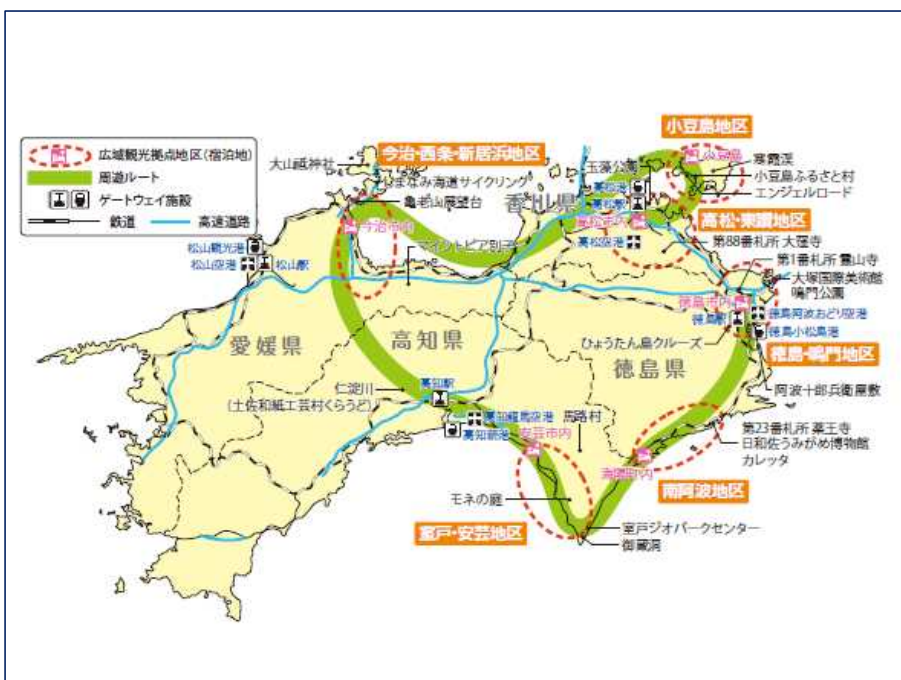 広域観光拠点地区(宿泊地)
周遊ルート
ゲートウェイ施設
鉄道
高速道路
小豆島地区
今治・西条・新居浜地区
大山祇神社
しまなみ海道サイクリング
亀老山展望台
今治市内
マイントピア別子
玉藻公園
小豆島
寒霞渓
小豆島ふるさと村
エンジェルロード
香川県
高松港
高松駅
高松市内
高松空港
高松・東讃地区
第88番札所 大窪寺
第1番札所 霊山寺
大塚国際美術館
鳴門公園
松山観光港
松山空港
松山駅
徳島市内
徳島駅
徳島阿波おどり空港
徳島小松島港
ひょうたん島クルーズ
徳島・鳴門地区
愛媛県
高知県
徳島県
阿波十郎兵衛屋敷
仁淀川
(土佐和紙工芸村くらうど)
高知駅
高知龍馬空港
高知新港
安芸市内
馬路村
第23番札所 薬王寺
日和佐うみがめ博物館
カレッタ
海陽町内
南阿波地区
モネの庭
室戸・安芸地区
室戸ジオパークセンター
御蔵洞